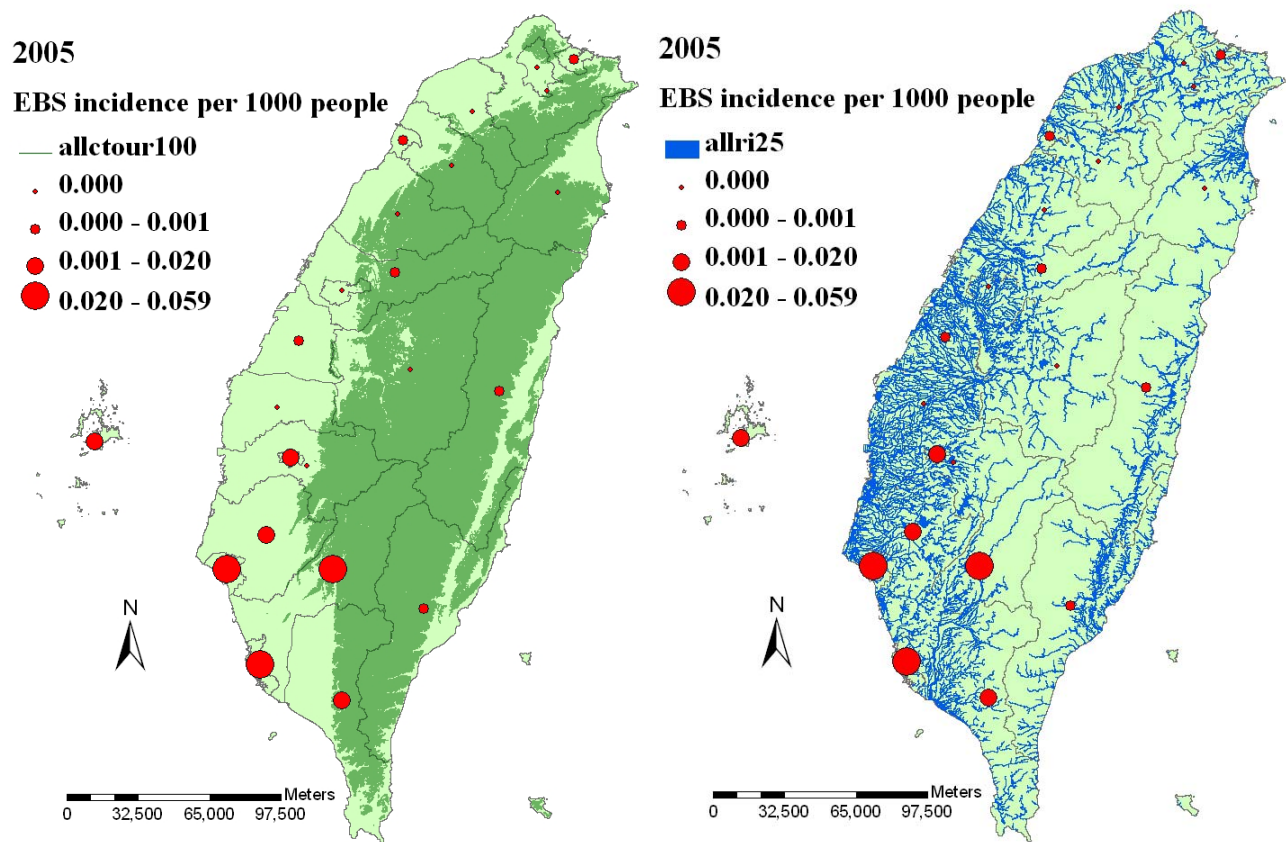 2005
EBS incidence per 1000 people
allctour100
0.000
0.000 - 0.001
0.001 - 0.020
0.020 - 0.059
N
Meters
0 32,500 65,000 97,500
2005
EBS incidence per 1000 people
allri25
0.000
0.000 - 0.001
0.001 - 0.020
0.020 - 0.059
N
Meters
0 32,500 65,000 97,500